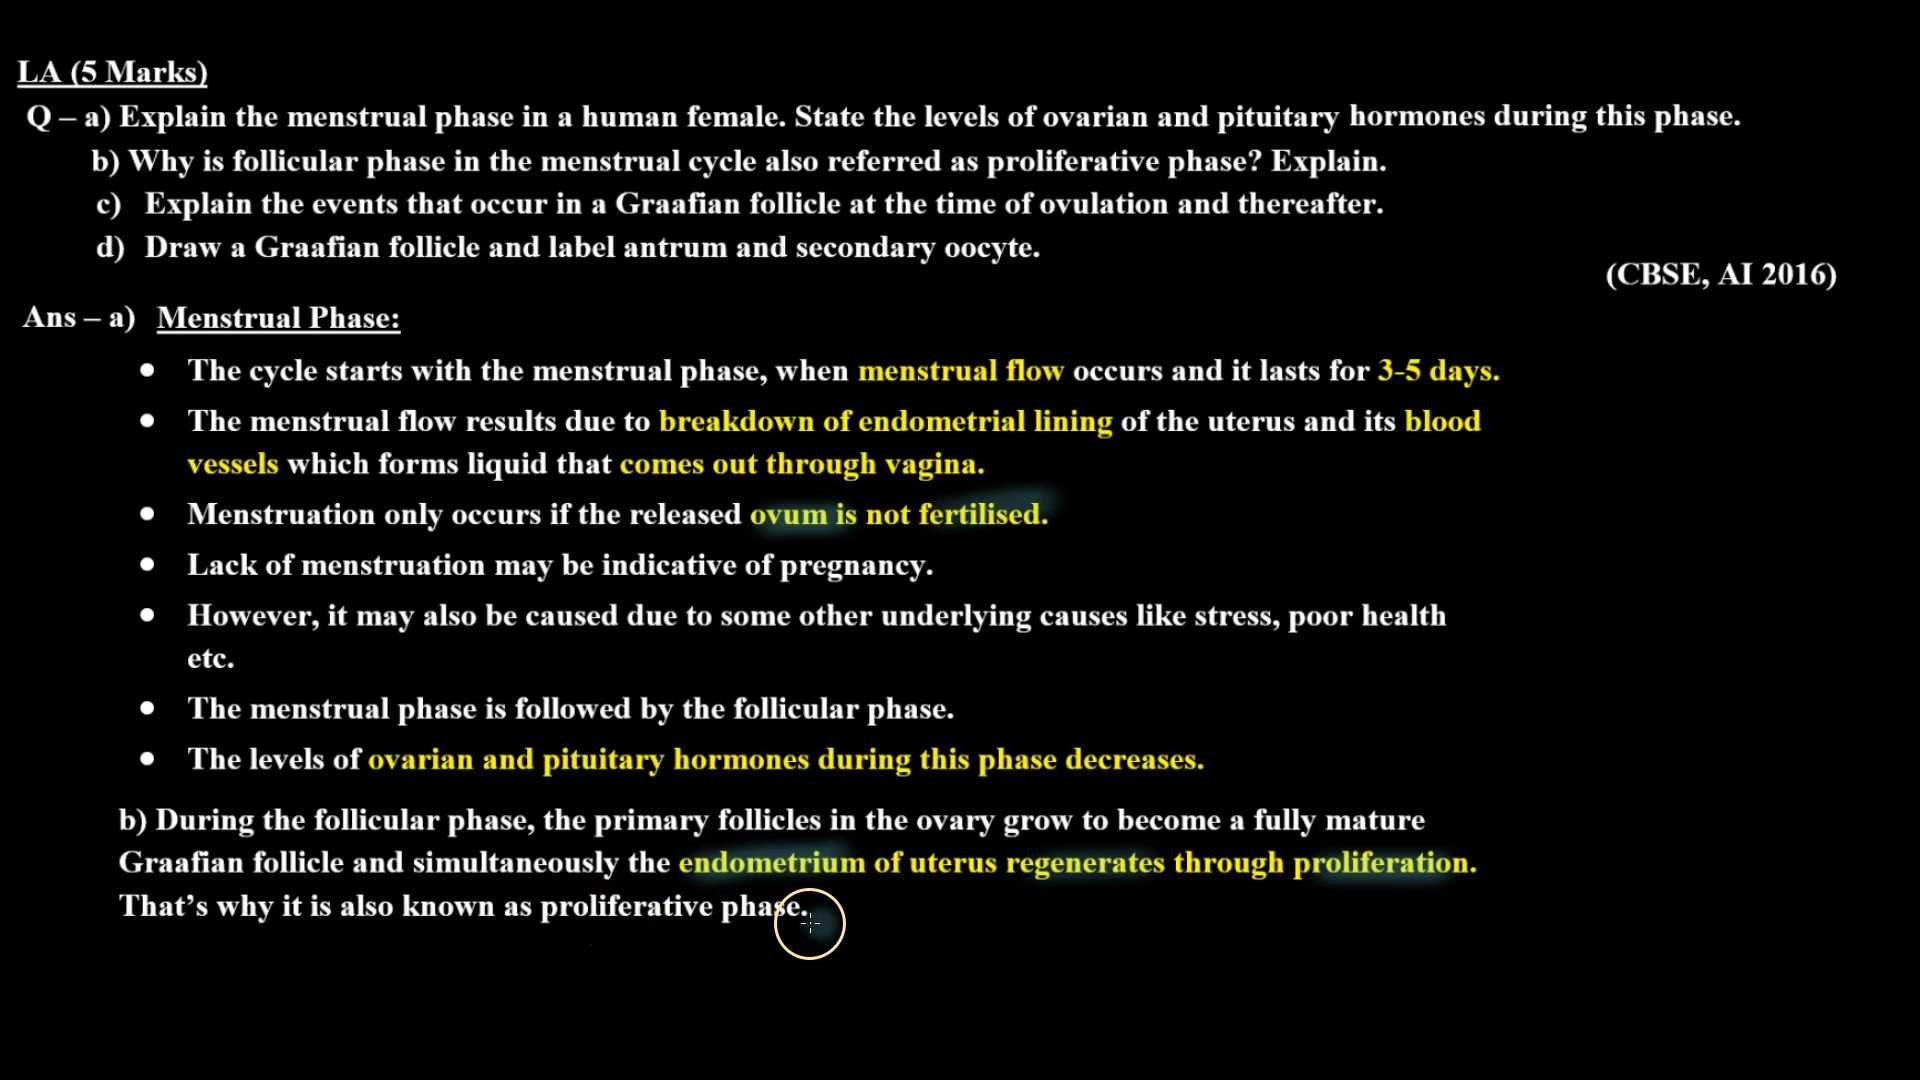 LA (5 Marks)
Q – a) Explain the menstrual phase in a human female. State the levels of ovarian and pituitary hormones during this phase.
b) Why is follicular phase in the menstrual cycle also referred as proliferative phase? Explain.
c) Explain the events that occur in a Graafian follicle at the time of ovulation and thereafter.
d) Draw a Graafian follicle and label antrum and secondary oocyte.
(CBSE, AI 2016)
Ans – a) Menstrual Phase:
• The cycle starts with the menstrual phase, when menstrual flow occurs and it lasts for 3-5 days.
• The menstrual flow results due to breakdown of endometrial lining of the uterus and its blood
vessels which forms liquid that comes out through vagina.
• Menstruation only occurs if the released ovum is not fertilised.
• Lack of menstruation may be indicative of pregnancy.
• However, it may also be caused due to some other underlying causes like stress, poor health
etc.
• The menstrual phase is followed by the follicular phase.
• The levels of ovarian and pituitary hormones during this phase decreases.
b) During the follicular phase, the primary follicles in the ovary grow to become a fully mature
Graafian follicle and simultaneously the endometrium of uterus regenerates through proliferation.
That’s why it is also known as proliferative phase.